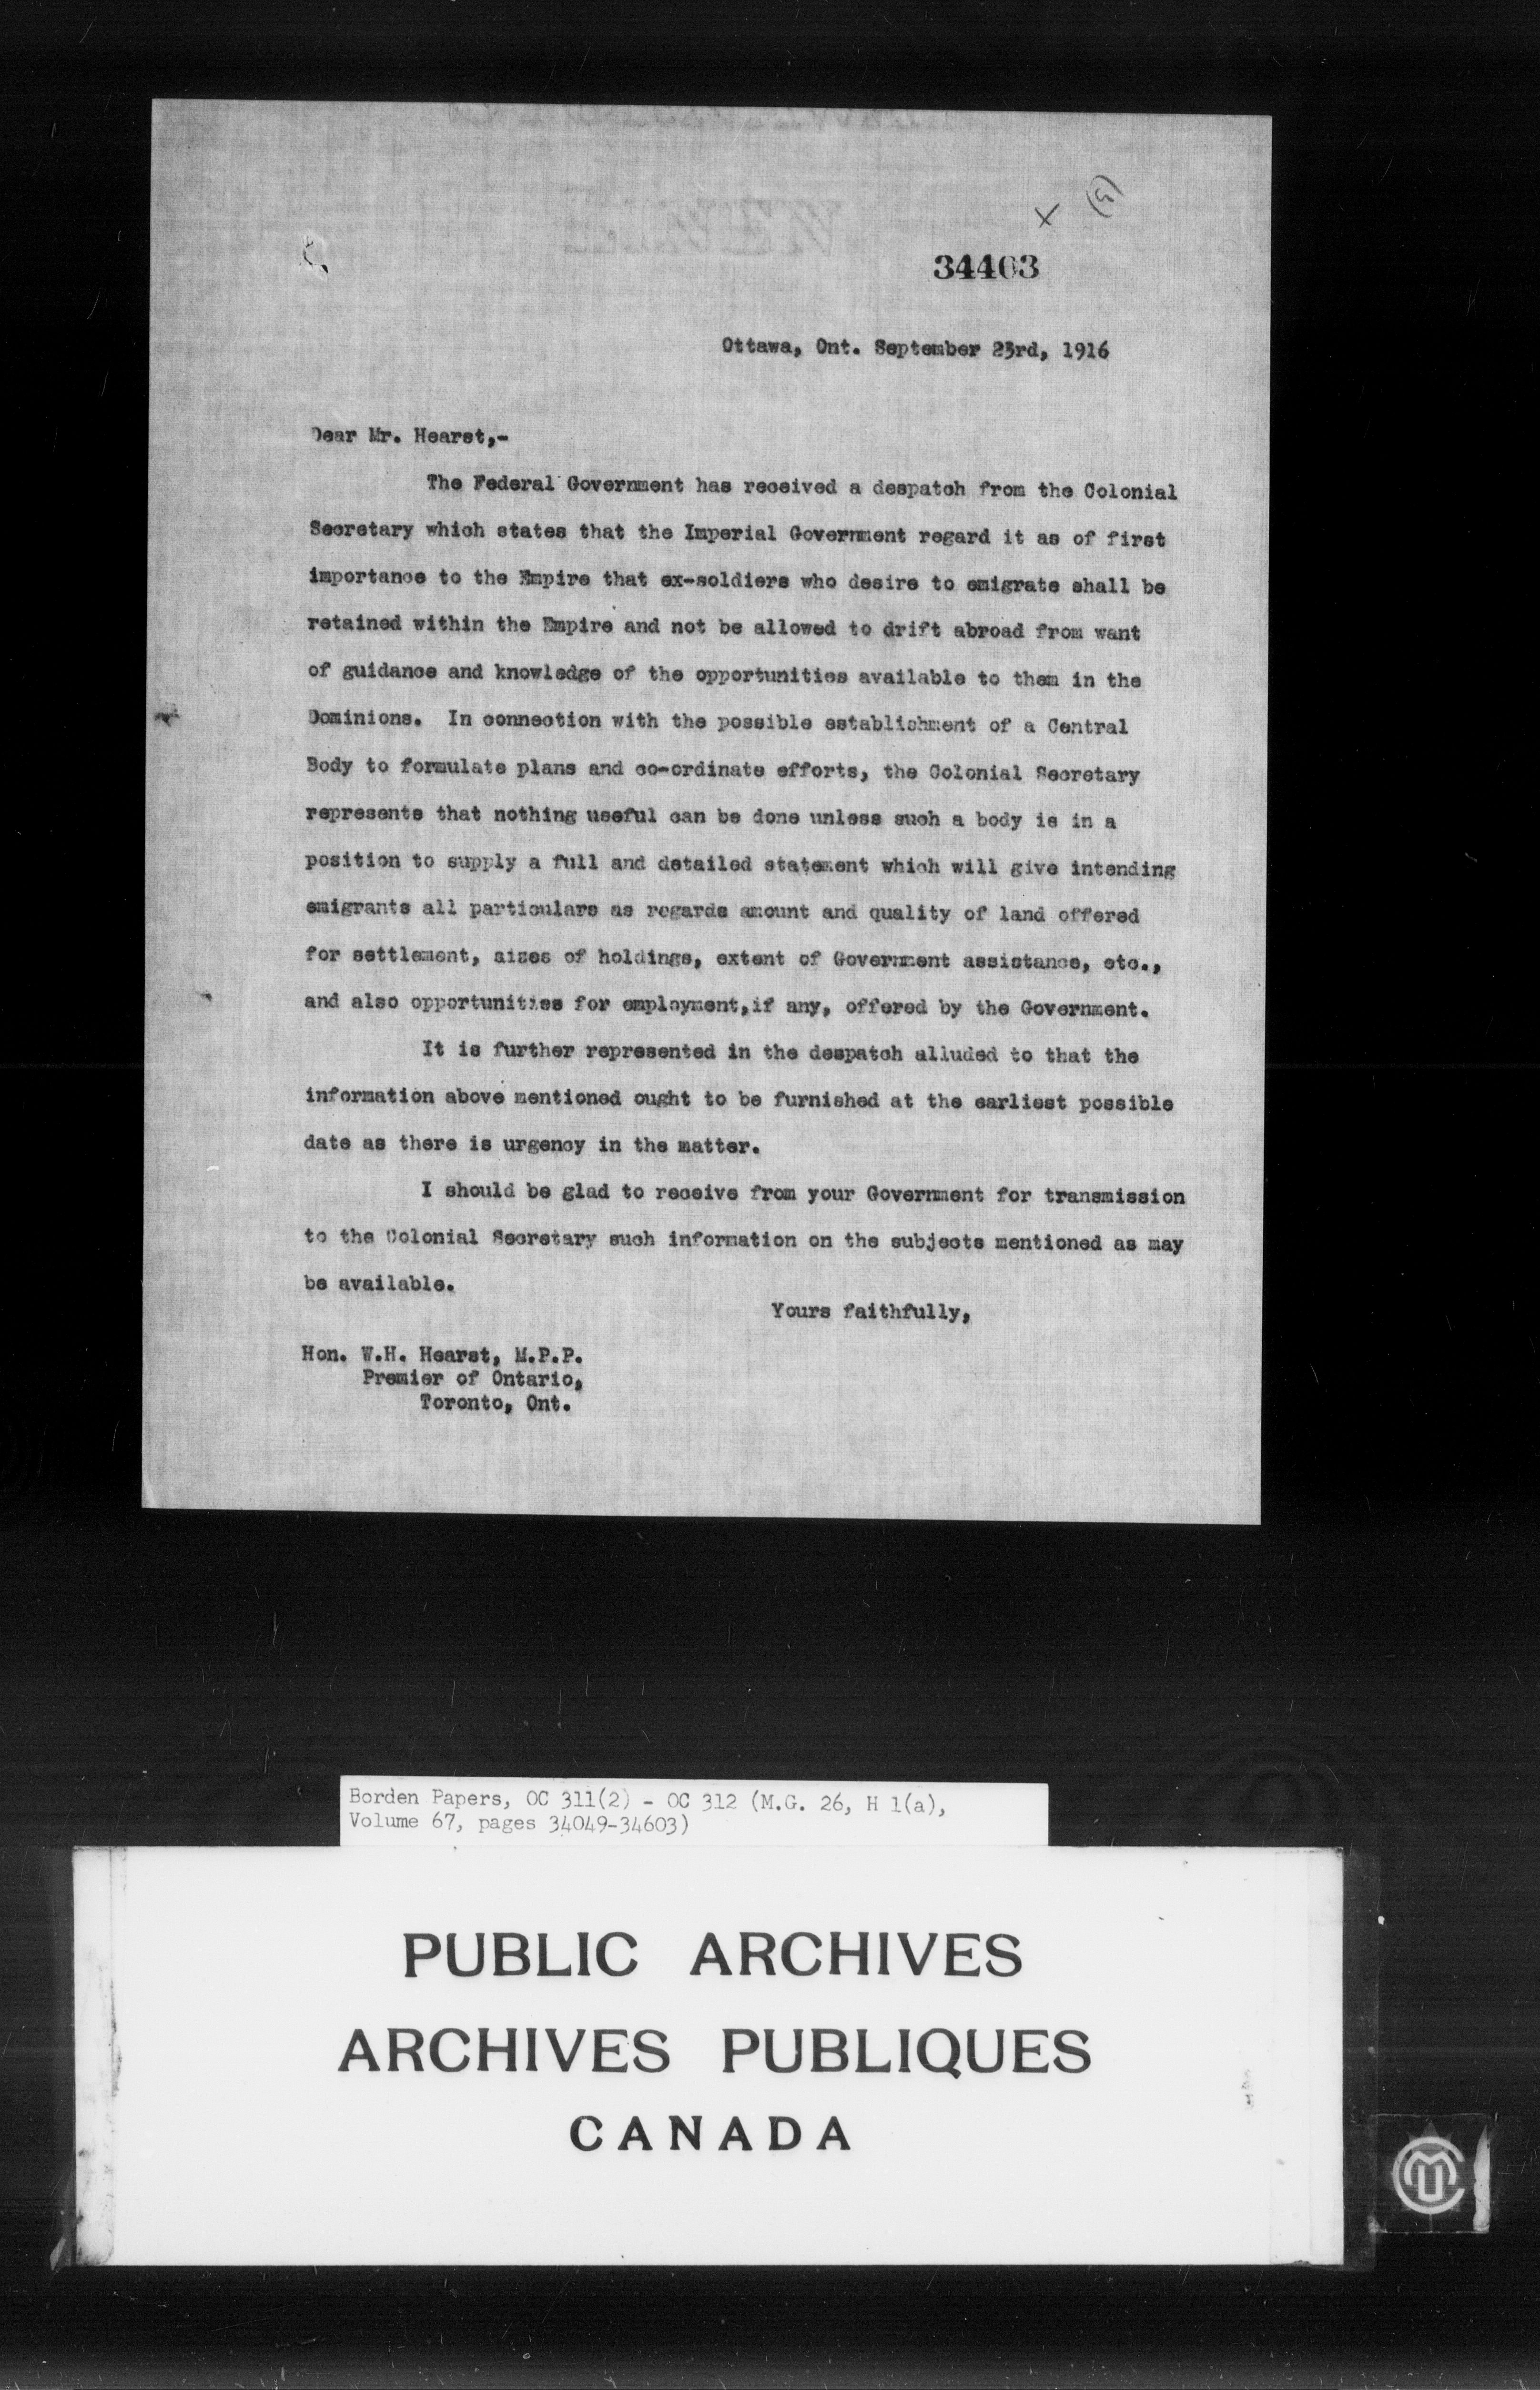 x (3)
34403
Ottawa, Ont. September 23rd, 1916
Dear Mr. Hearst,-
The Federal Government has received a despatch from the Colonial
Secretary which states that the Imperial Government regard it as of first
importance to the Empire that ex-soldiers who desire to emigrate shall be
retained within the Empire and not be allowed to drift abroad from want
of guidance and knowledge of the opportunities available to them in the
Dominions. In connection with the possible establishment of a Central
Body to formulate plans and co-ordinate efforts, the Colonial Secretary
represents that nothing useful can be done unless such a body is in a
position to supply a full and detailed statement which will give intending
emigrants all particulars as regards amount and quality of land offered
for settlement, sizes of holdings, extent of Government assistance, etc.,
and also opportunities for employment,if any, offered by the Government.
It is further represented in the despatch alluded to that the
information above mentioned ought to be furnished at the earliest possible
date as there is urgency in the matter.
I should be glad to receive from your Government for transmission
to the Colonial Secretary such information on the subjects mentioned as may
be available.
Yours faithfully,
Hon. W.H. Hearst, M.P.P.
Premier of Ontario,
Toronto, Ont.
Borden Papers, OC 311(2) - OC 312 (M.G. 26, H 1(a),
Volume 67, pages 34049-34603)
PUBLIC ARCHIVES
ARCHIVES PUBLIQUES
CANADA